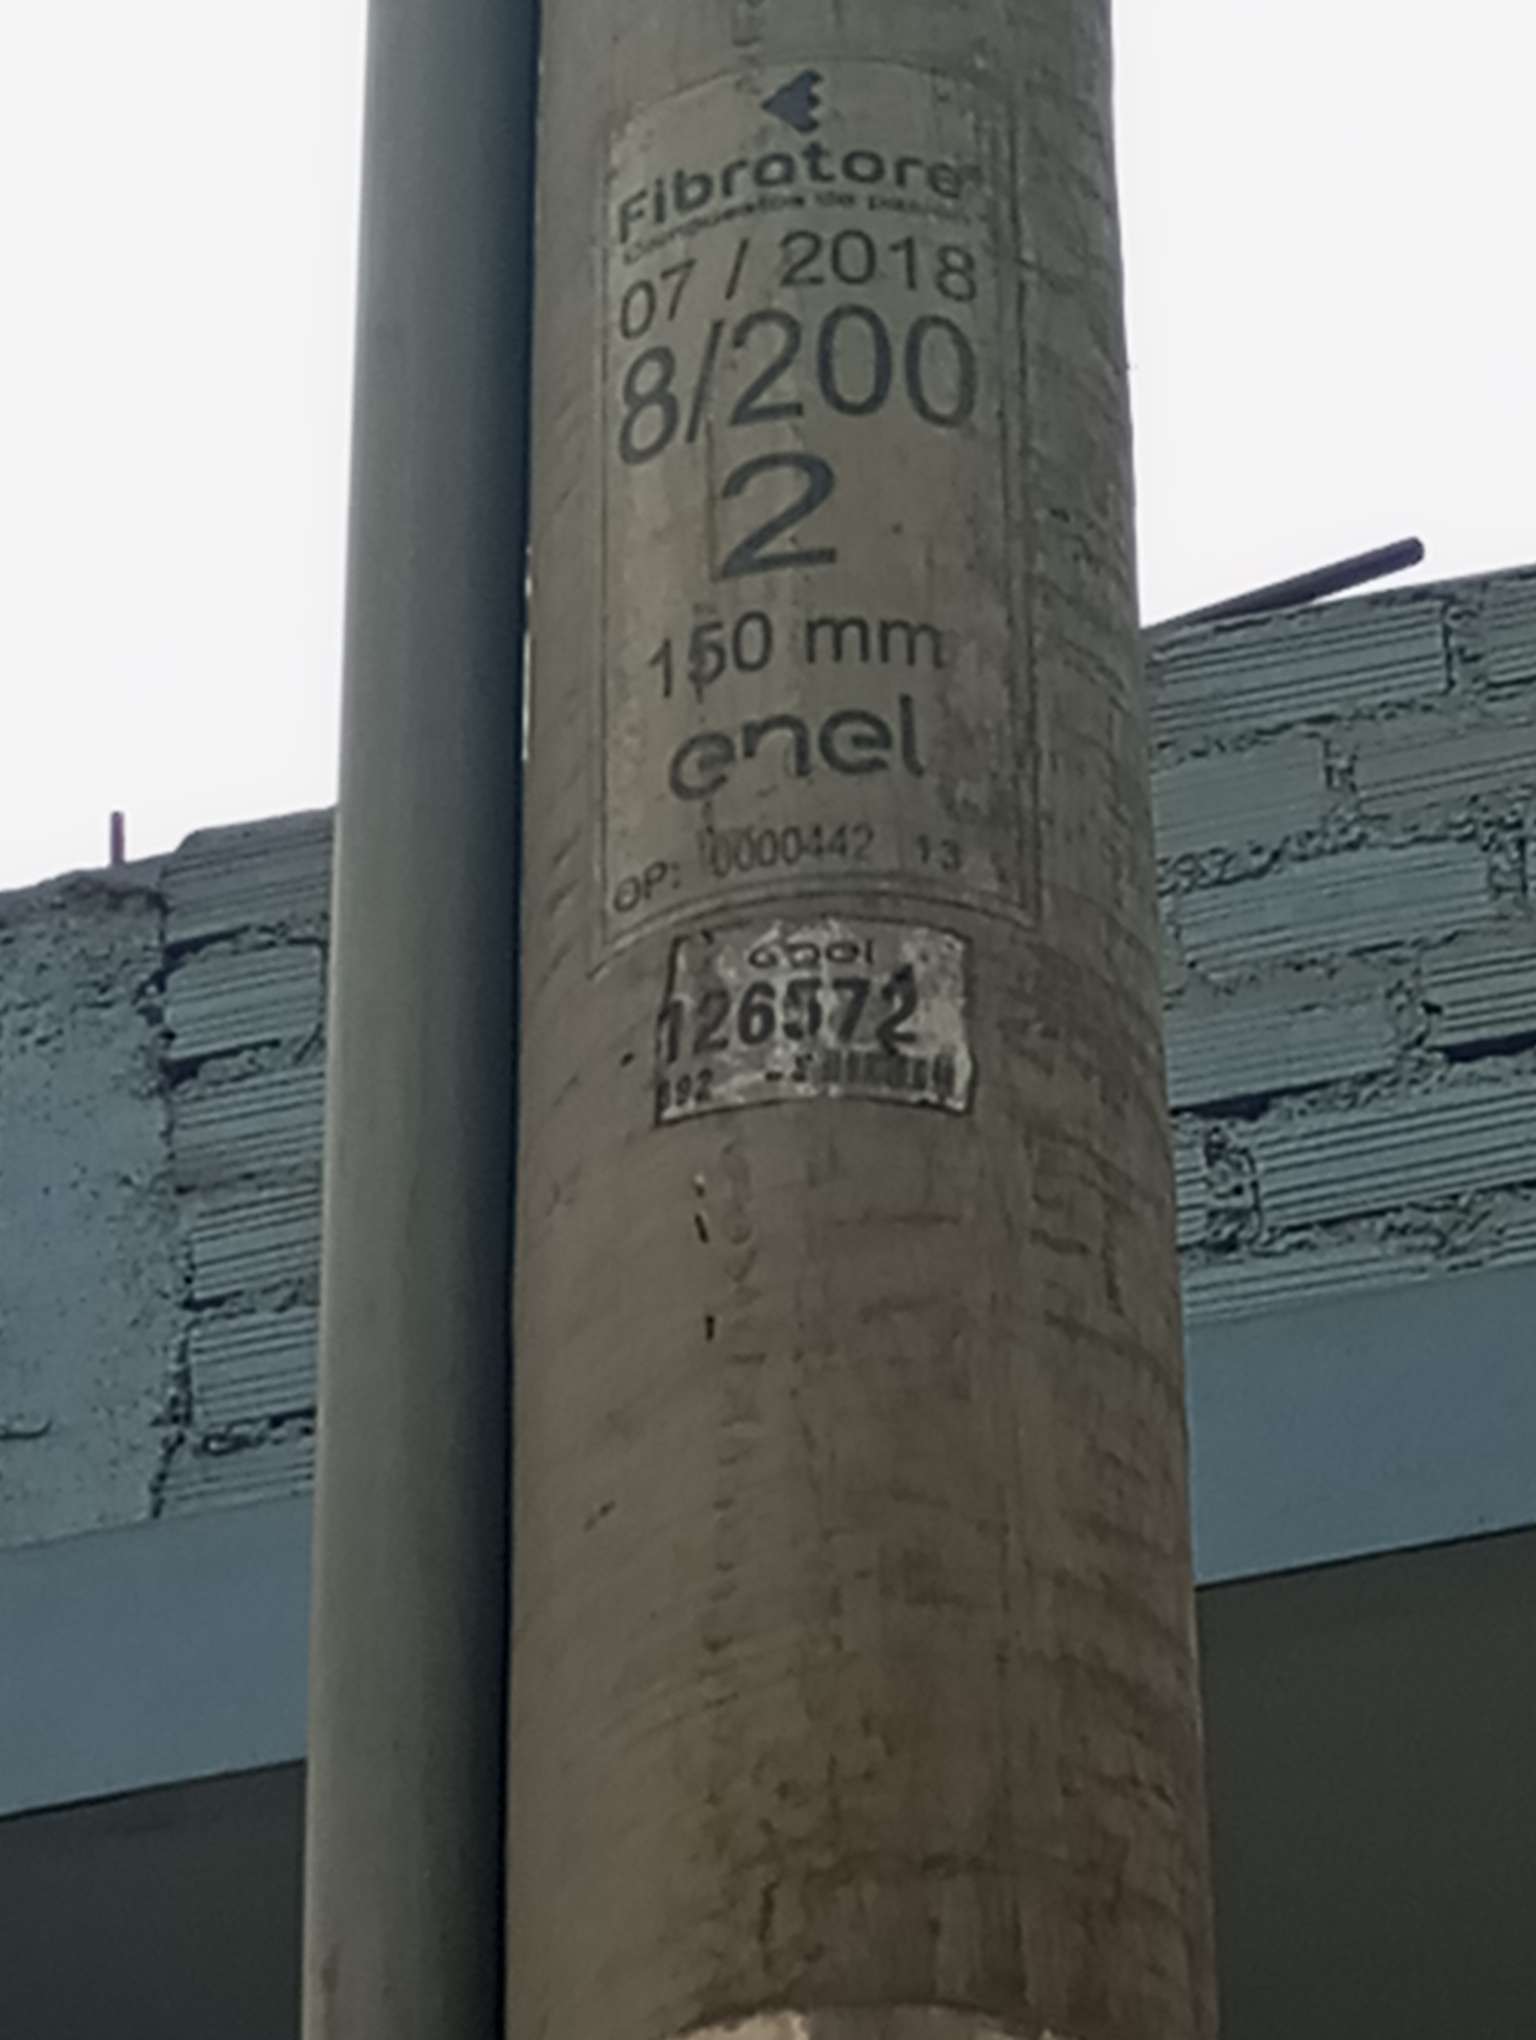 Fibratore
07 / 2018
8/200
2
150 mm
enel
OP: 0000442 13
enel
126572